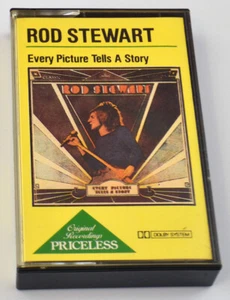 ROD STEWART
Every Picture Tells A Story
ROD STEWART
EVERY PICTURE
TELLS A STORY
Original
Recordings
PRICELESS
DOLBY SYSTEM